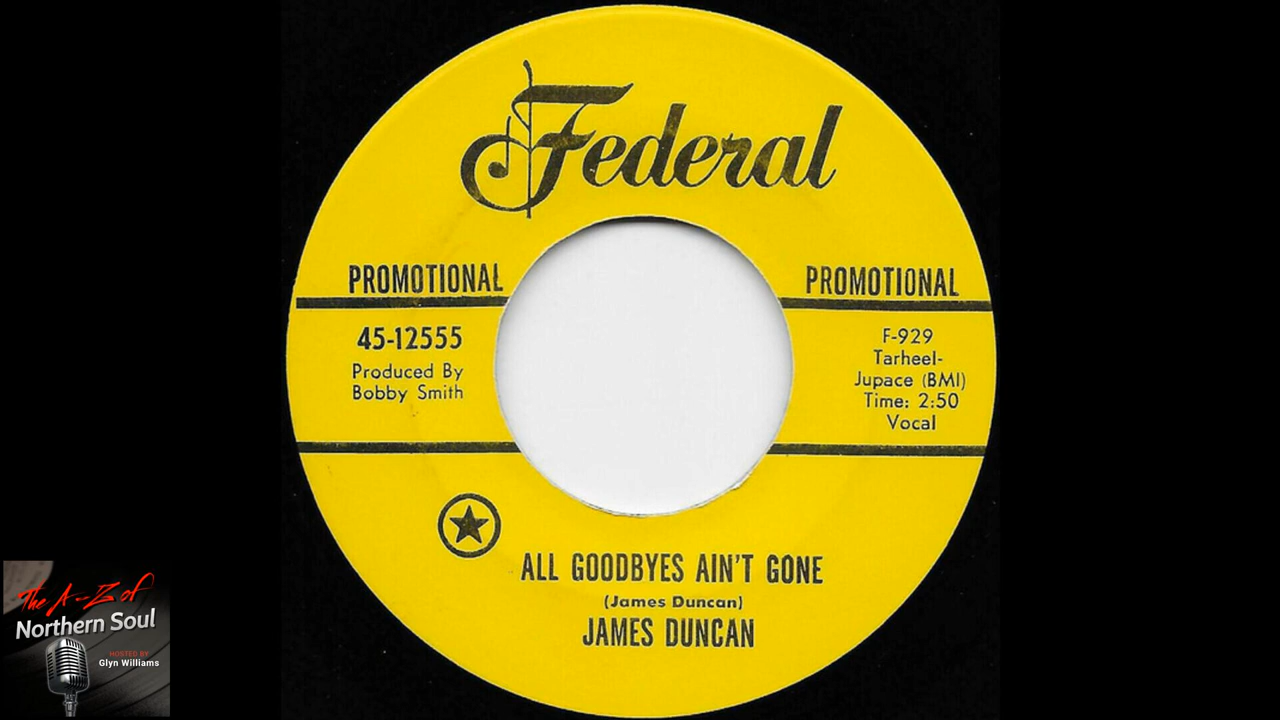 Federal
PROMOTIONAL
PROMOTIONAL
45-12555
Produced By
Bobby Smith
F-929
Tarheel-
Jupace (BMI)
Time: 2:50
Vocal
ALL GOODBYES AIN'T GONE
(James Duncan)
JAMES DUNCAN
The A-Z of
Northern Soul
HOSTED BY
Glyn Williams